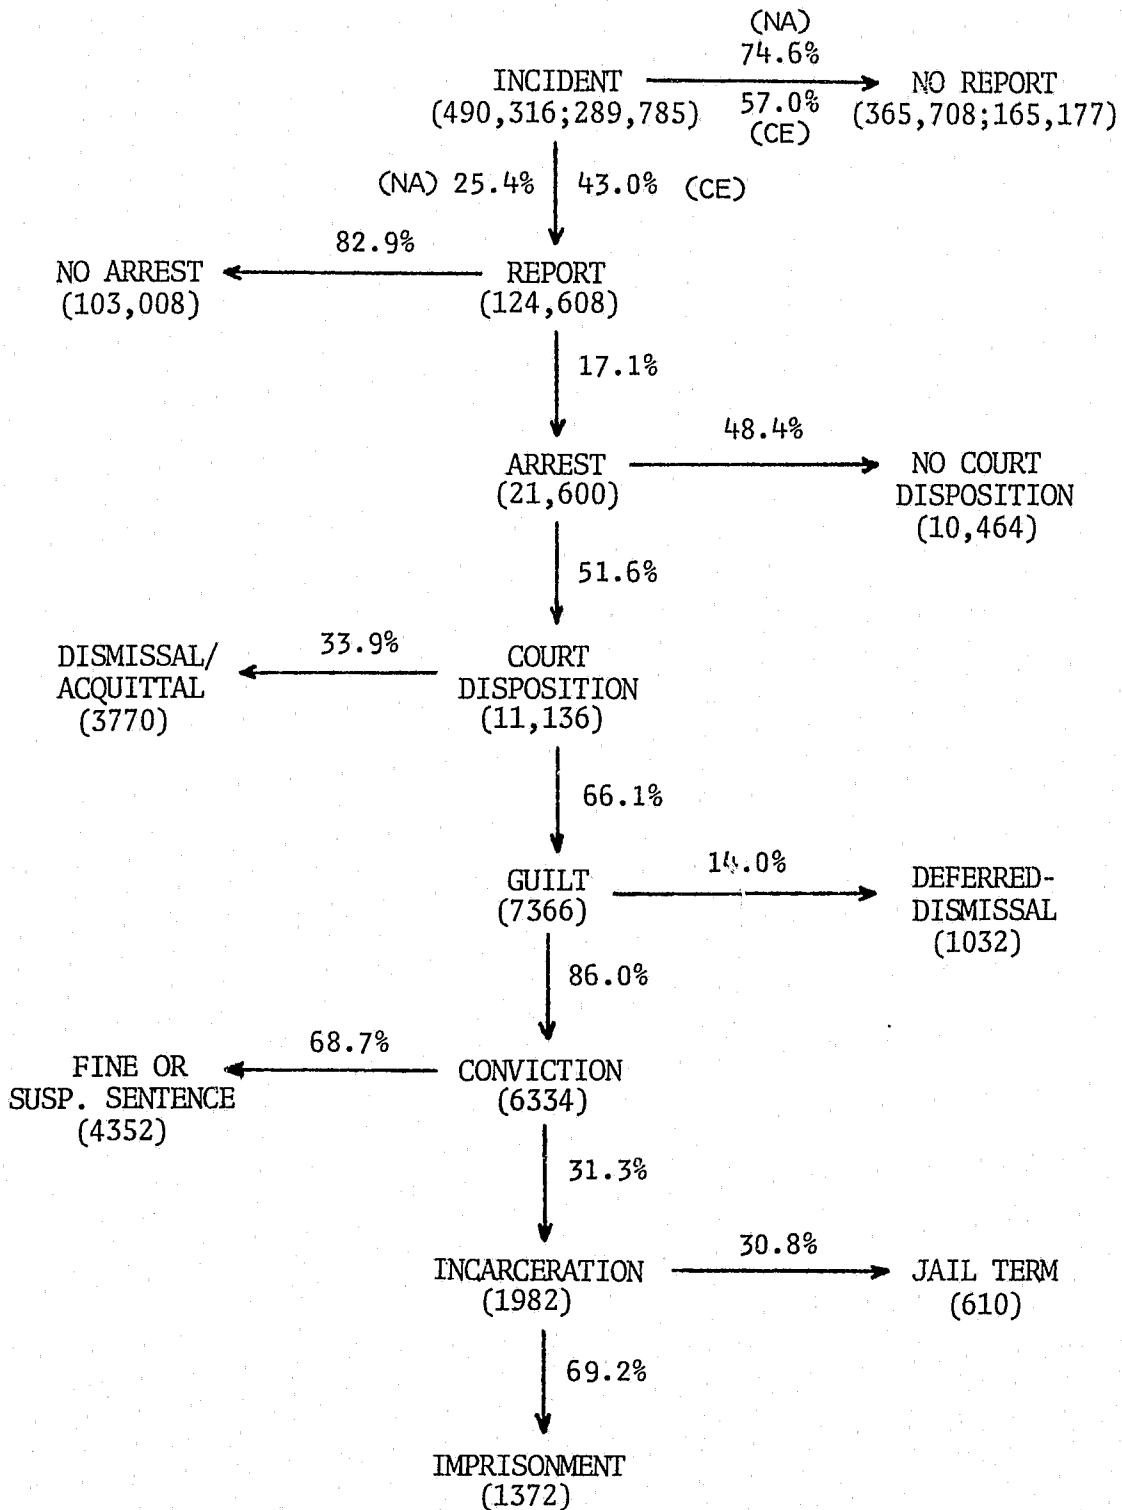 (NA)
74.6%
INCIDENT
(490,316;289,785)
NO REPORT
(365,708;165,177)
57.0%
(CE)
(NA) 25.4%
43.0% (CE)
82.9%
NO ARREST
(103,008)
REPORT
(124,608)
17.1%
48.4%
ARREST
(21,600)
NO COURT
DISPOSITION
(10,464)
51.6%
33.9%
DISMISSAL/
ACQUITTAL
(3770)
COURT
DISPOSITION
(11,136)
66.1%
14.0%
GUILT
(7366)
DEFERRED-
DISMISSAL
(1032)
86.0%
68.7%
FINE OR
SUSP. SENTENCE
(4352)
CONVICTION
(6334)
31.3%
30.8%
INCARCERATION
(1982)
JAIL TERM
(610)
69.2%
IMPRISONMENT
(1372)